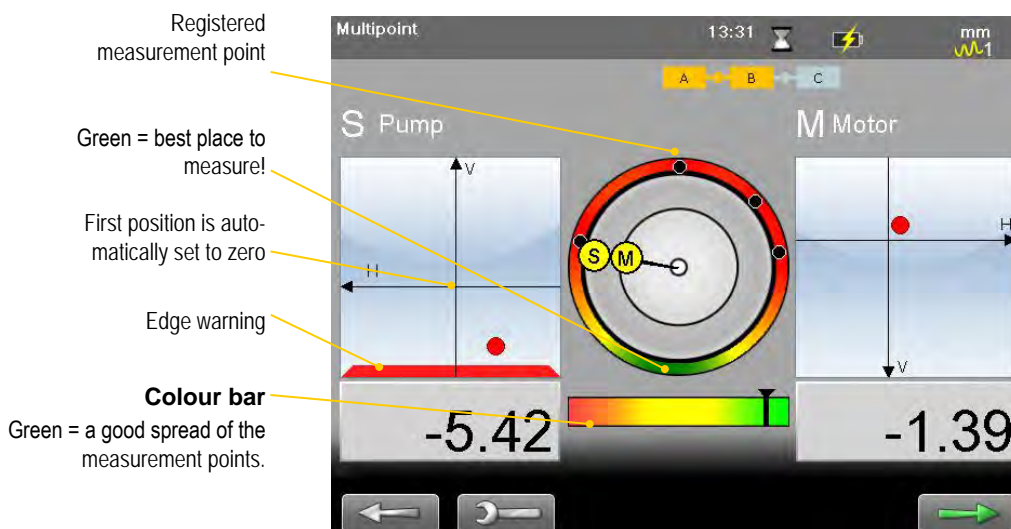 Registered
measurement point
Green = best place to
measure!
First position is auto-
matically set to zero
Edge warning
Colour bar
Green = a good spread of the
measurement points.
Multipoint
13:31
mm
1
A
B
C
S Pump
M Motor
V
H
S
M
H
V
-5.42
-1.39